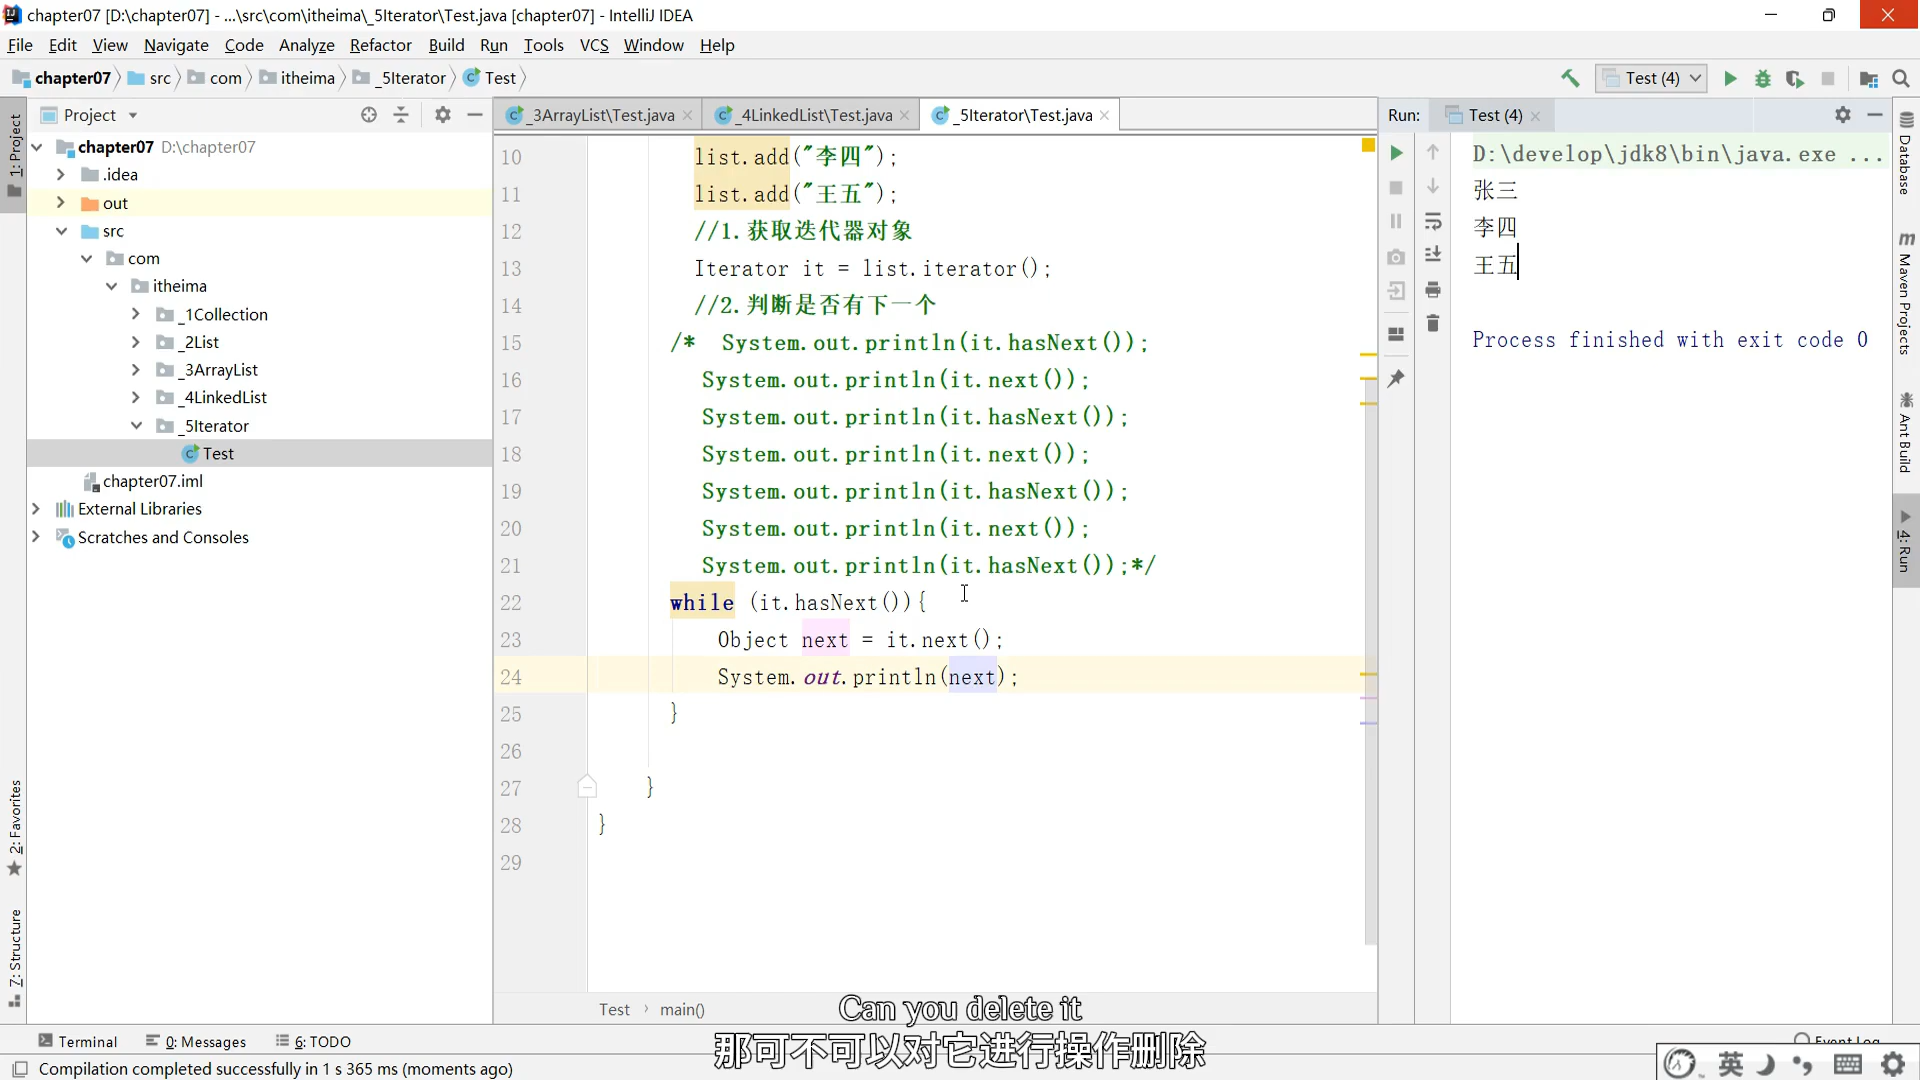 chapter07 [D:\chapter07] - ...\src\com\itheima\_5Iterator\Test.java [chapter07] - IntelliJ IDEA
File Edit View Navigate Code Analyze Refactor Build Run Tools VCS Window Help
chapter07 src com itheima _5Iterator Test
Test (4)
1: Project
2: Favorites
7: Structure
Project
chapter07 D:\chapter07
.idea
out
src
com
itheima
_1Collection
_2List
_3ArrayList
_4LinkedList
_5Iterator
Test
chapter07.iml
External Libraries
Scratches and Consoles
_3ArrayList\Test.java _4LinkedList\Test.java _5Iterator\Test.java
10 list.add("李四");
11 list.add("王五");
12 //1.获取迭代器对象
13 Iterator it = list.iterator();
14 //2.判断是否有下一个
15 /* System.out.println(it.hasNext());
16 System.out.println(it.next());
17 System.out.println(it.hasNext());
18 System.out.println(it.next());
19 System.out.println(it.hasNext());
20 System.out.println(it.next());
21 System.out.println(it.hasNext());*/
22 while (it.hasNext()){
23 Object next = it.next();
24 System.out.println(next);
25 }
26
27 }
28 }
29
Test › main()
Run: Test (4)
D:\develop\jdk8\bin\java.exe ...
张三
李四
王五
Process finished with exit code 0
Database
Maven Projects
Ant Build
4: Run
Can you delete it
那可不可以对它进行操作删除
Terminal 0: Messages 6: TODO Event Log
Compilation completed successfully in 1 s 365 ms (moments ago)
英